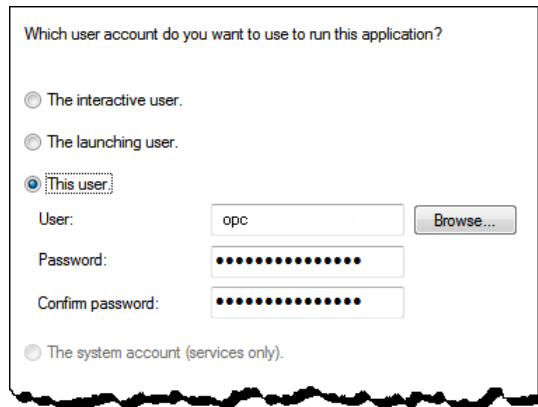 Which user account do you want to use to run this application?
The interactive user.
The launching user.
This user.
User: opc Browse...
Password: •••••••••••••••
Confirm password: •••••••••••••••
The system account (services only).